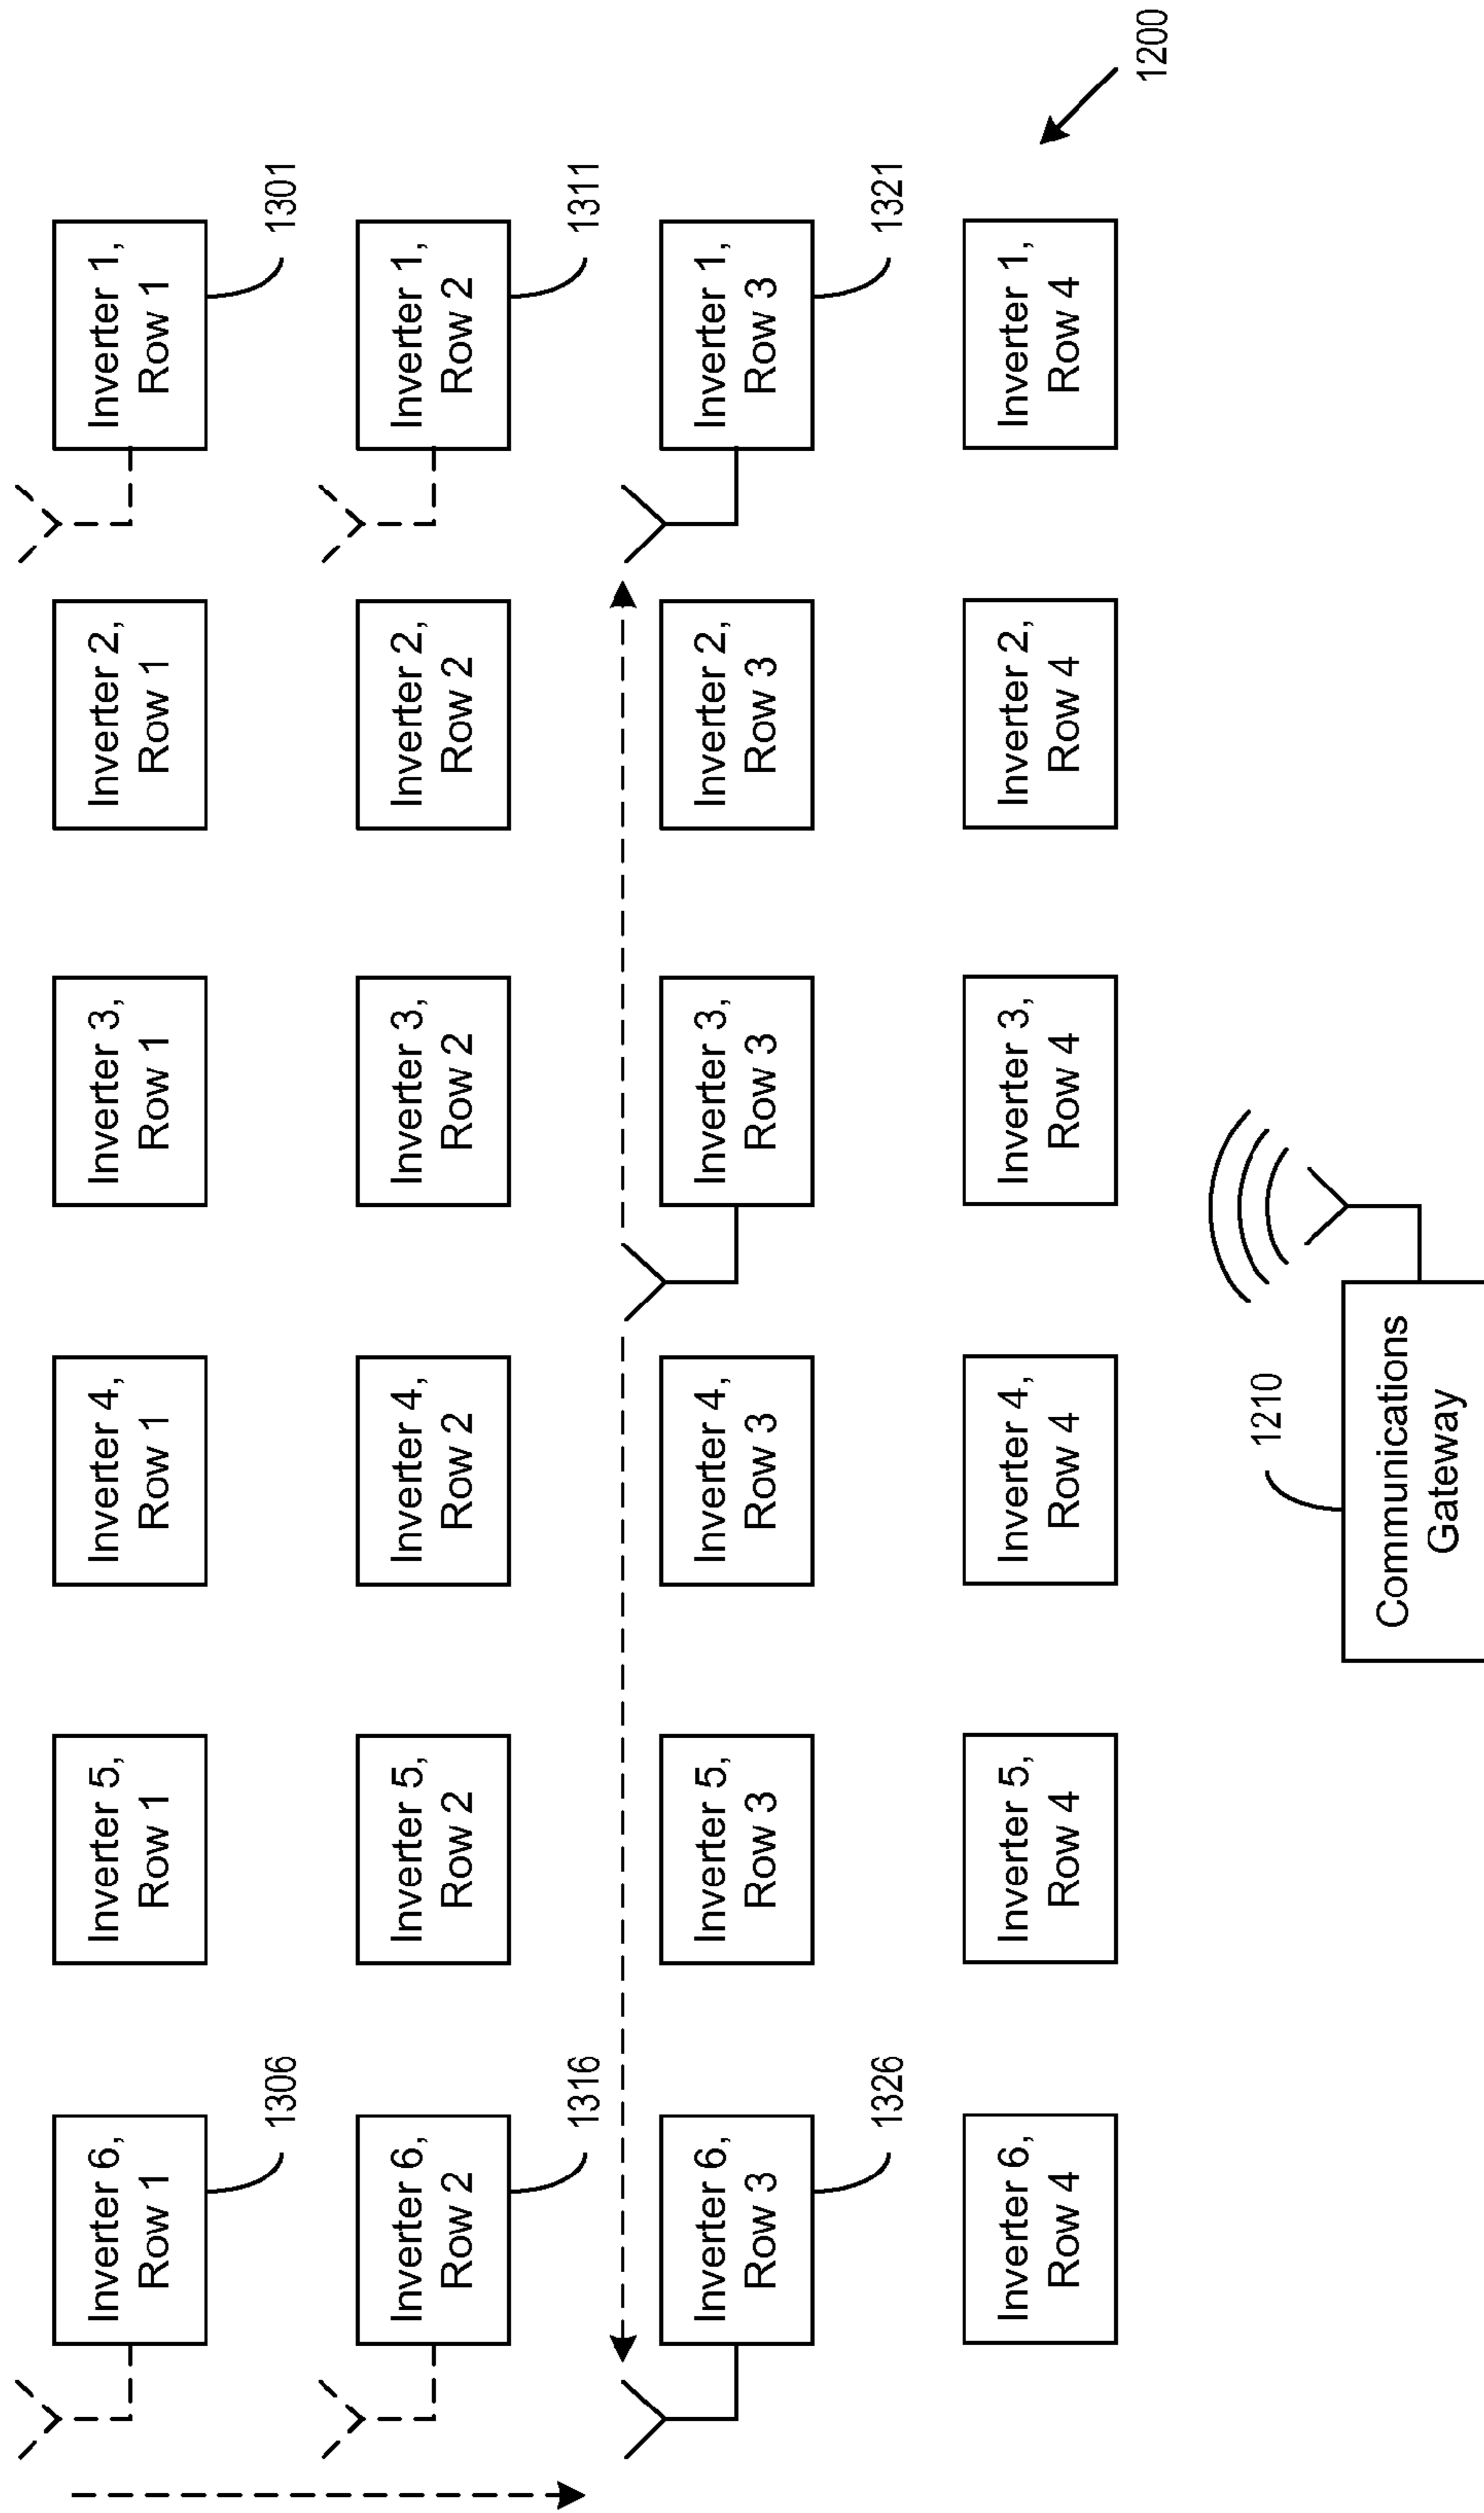 Inverter 6,
Row 1
Inverter 5,
Row 1
Inverter 4,
Row 1
Inverter 3,
Row 1
Inverter 2,
Row 1
Inverter 1,
Row 1
1306
1301
Inverter 6,
Row 2
Inverter 5,
Row 2
Inverter 4,
Row 2
Inverter 3,
Row 2
Inverter 2,
Row 2
Inverter 1,
Row 2
1316
1311
Inverter 6,
Row 3
Inverter 5,
Row 3
Inverter 4,
Row 3
Inverter 3,
Row 3
Inverter 2,
Row 3
Inverter 1,
Row 3
1326
1321
Inverter 6,
Row 4
Inverter 5,
Row 4
Inverter 4,
Row 4
Inverter 3,
Row 4
Inverter 2,
Row 4
Inverter 1,
Row 4
1200
1210
Communications
Gateway